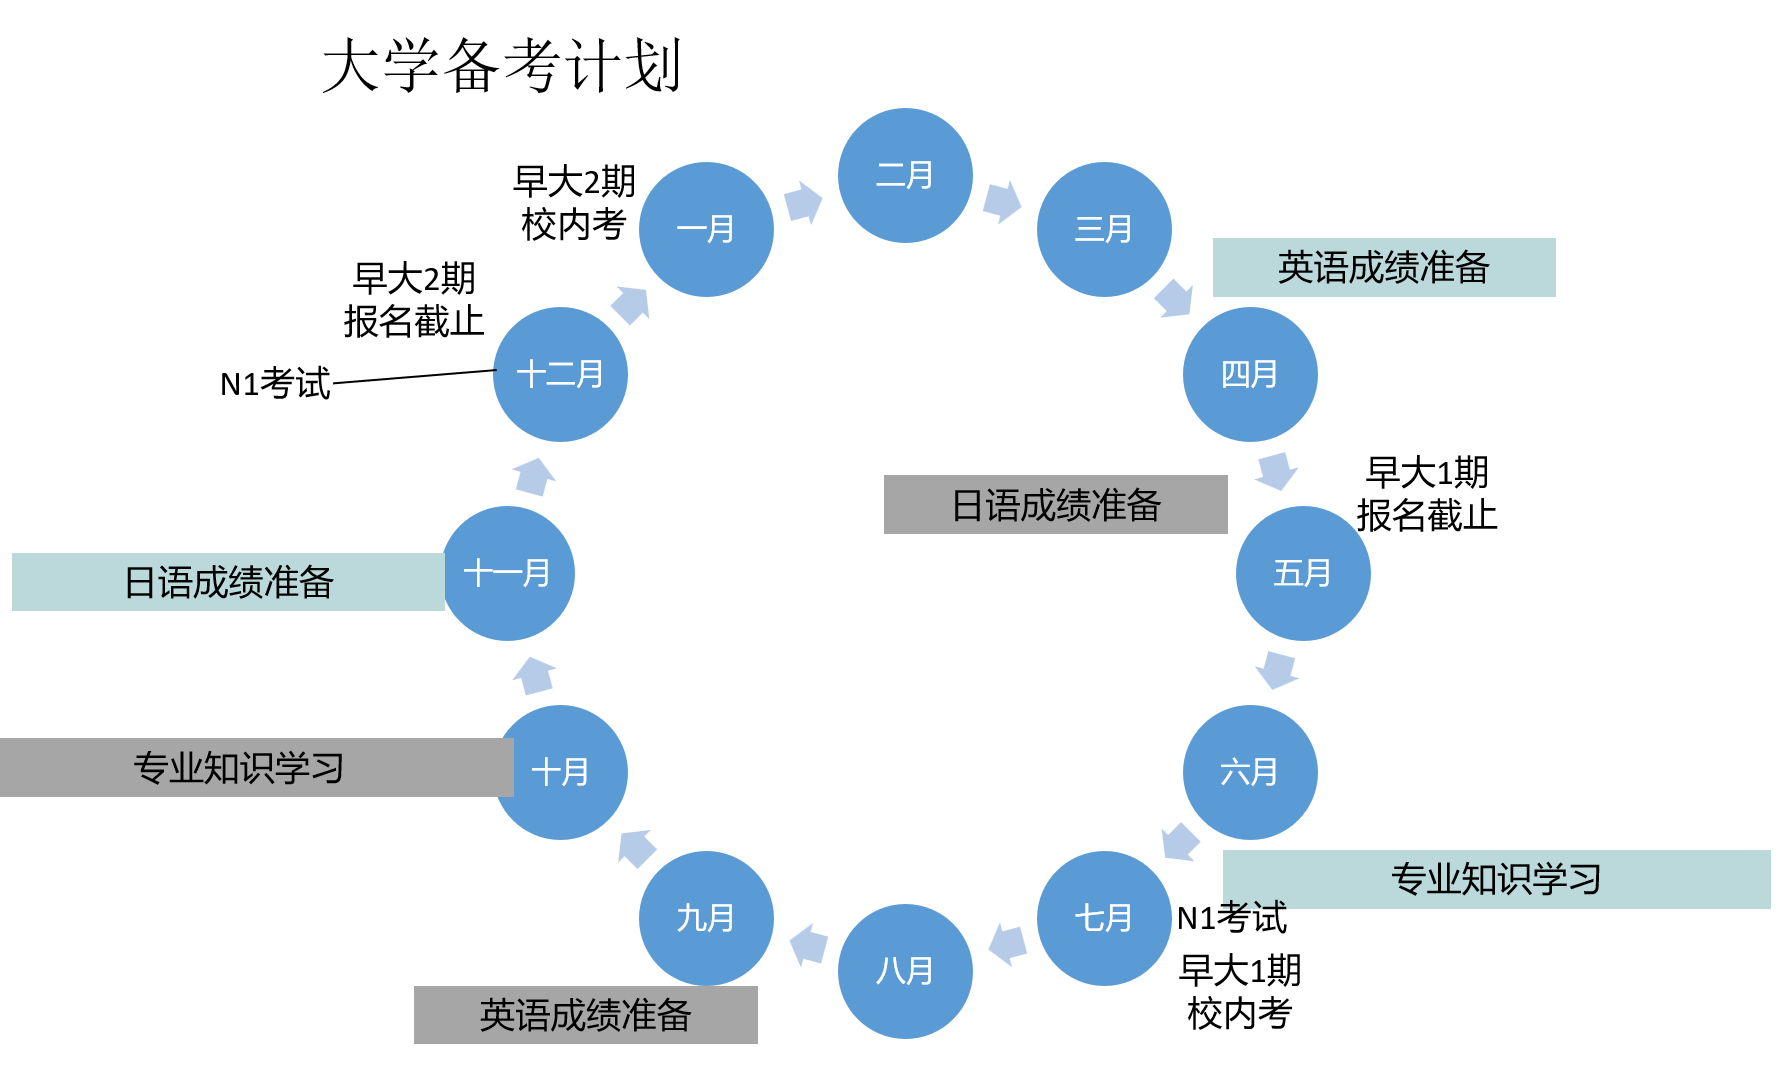 大学备考计划
二月
早大2期
校内考
一月
三月
英语成绩准备
早大2期
报名截止
N1考试
十二月
四月
早大1期
报名截止
日语成绩准备
五月
十一月
日语成绩准备
六月
十月
专业知识学习
专业知识学习
七月
N1考试
九月
八月
早大1期
校内考
英语成绩准备